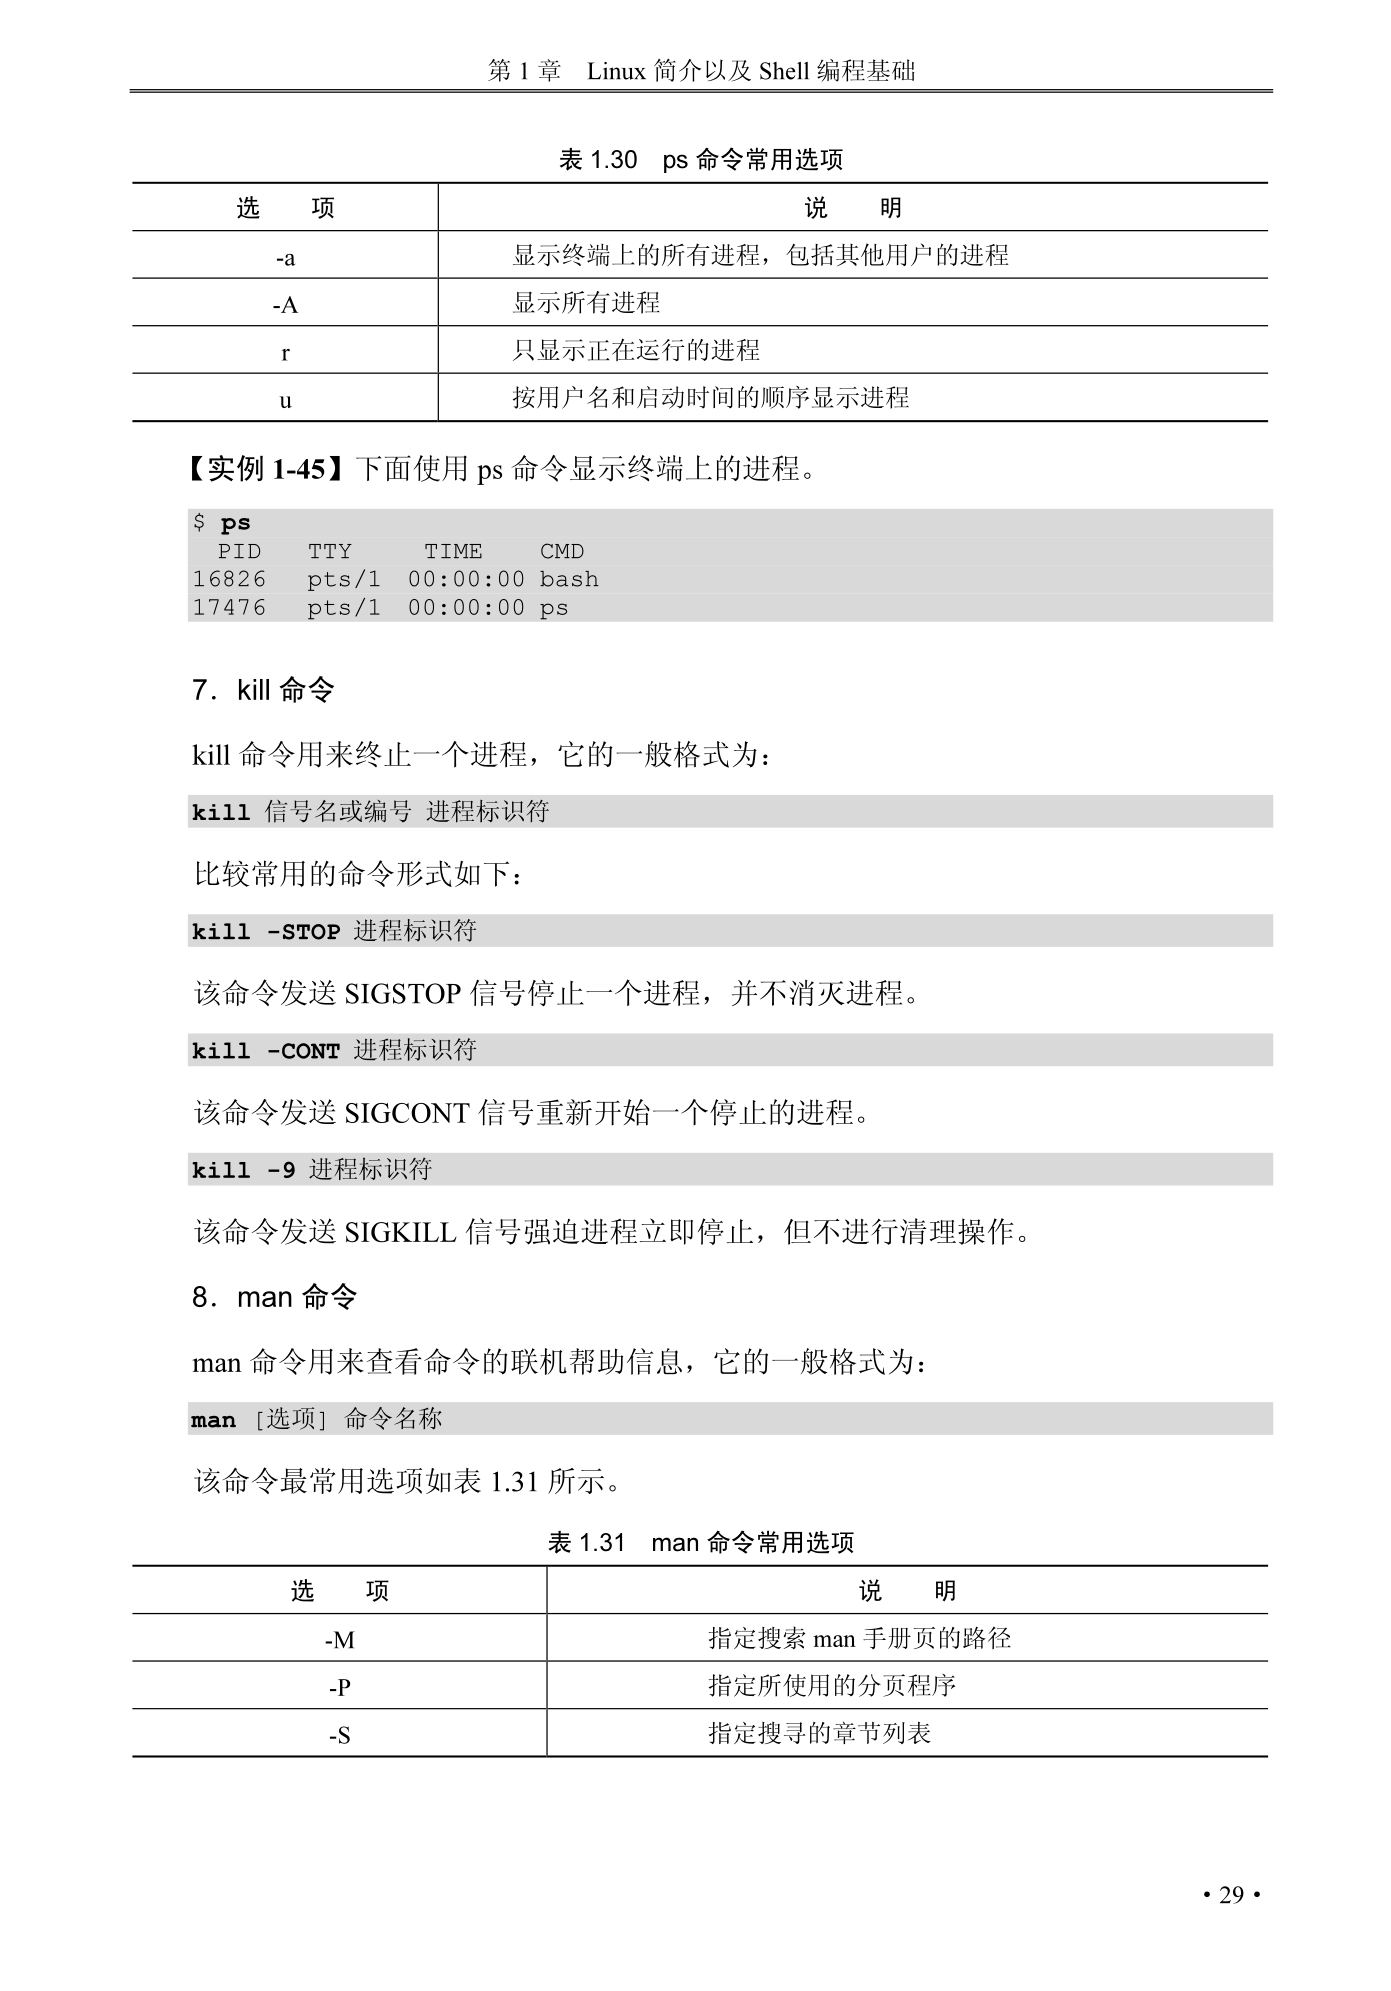 第 1 章　Linux 简介以及 Shell 编程基础
表 1.30　ps 命令常用选项
选　　项　　说　　明
-a　　显示终端上的所有进程，包括其他用户的进程
-A　　显示所有进程
r　　只显示正在运行的进程
u　　按用户名和启动时间的顺序显示进程
【实例 1-45】下面使用 ps 命令显示终端上的进程。
$ ps
PID TTY TIME CMD
16826 pts/1 00:00:00 bash
17476 pts/1 00:00:00 ps
7．kill 命令
kill 命令用来终止一个进程，它的一般格式为：
kill 信号名或编号 进程标识符
比较常用的命令形式如下：
kill –STOP 进程标识符
该命令发送 SIGSTOP 信号停止一个进程，并不消灭进程。
kill –CONT 进程标识符
该命令发送 SIGCONT 信号重新开始一个停止的进程。
kill –9 进程标识符
该命令发送 SIGKILL 信号强迫进程立即停止，但不进行清理操作。
8．man 命令
man 命令用来查看命令的联机帮助信息，它的一般格式为：
man [选项] 命令名称
该命令最常用选项如表 1.31 所示。
表 1.31　man 命令常用选项
选　　项　　说　　明
-M　　指定搜索 man 手册页的路径
-P　　指定所使用的分页程序
-S　　指定搜寻的章节列表
• 29 •